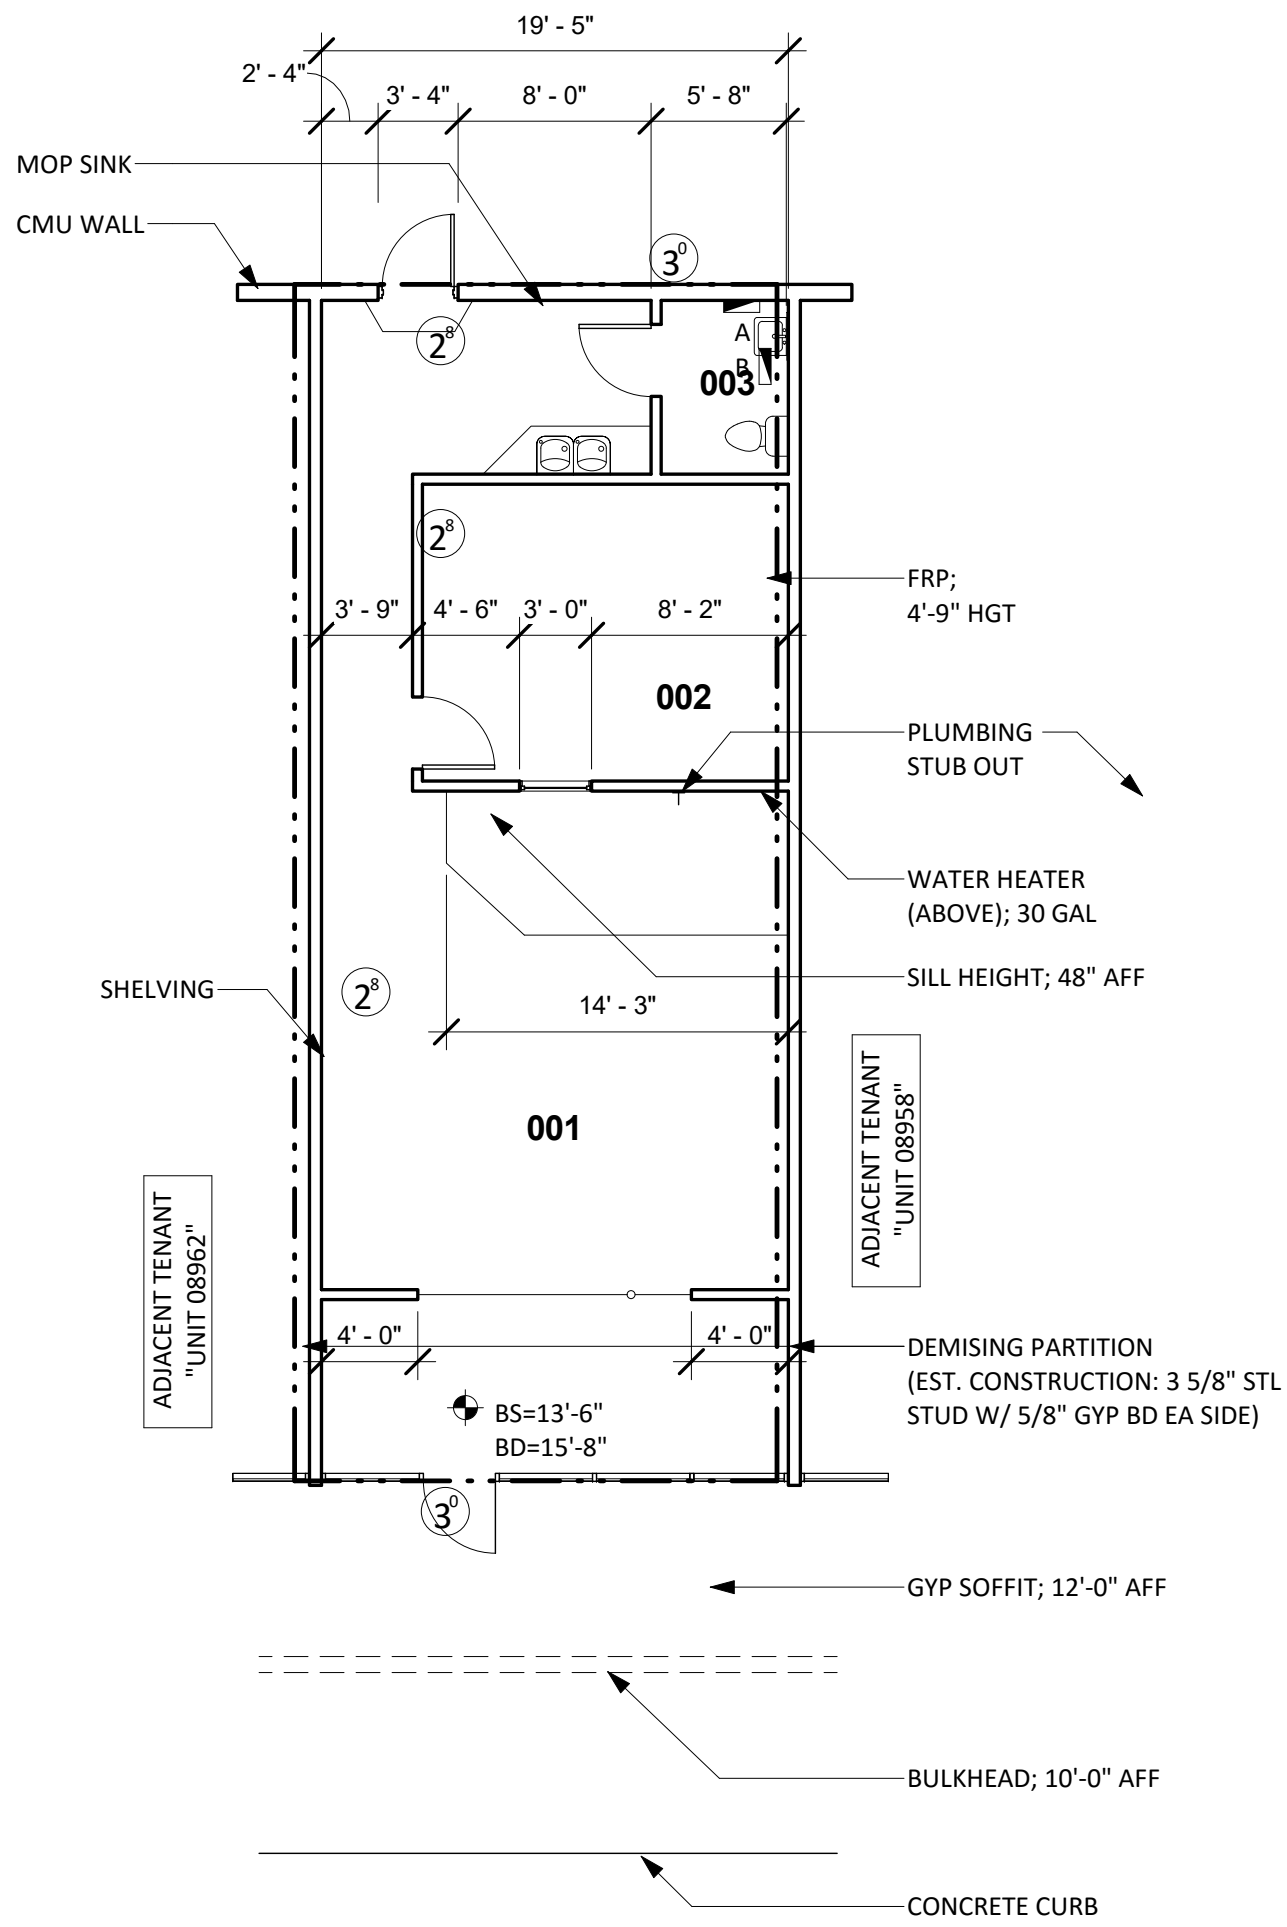 19' - 5"
2' - 4"
3' - 4"
8' - 0"
5' - 8"
MOP SINK
CMU WALL
3⁰
2⁸
A
B
003
2⁸
FRP;
4'-9" HGT
3' - 9"
4' - 6"
3' - 0"
8' - 2"
002
PLUMBING
STUB OUT
WATER HEATER
(ABOVE); 30 GAL
SILL HEIGHT; 48" AFF
SHELVING
2⁸
14' - 3"
ADJACENT TENANT
"UNIT 08958"
001
ADJACENT TENANT
"UNIT 08962"
4' - 0"
4' - 0"
DEMISING PARTITION
(EST. CONSTRUCTION: 3 5/8" STL
STUD W/ 5/8" GYP BD EA SIDE)
BS=13'-6"
BD=15'-8"
3⁰
GYP SOFFIT; 12'-0" AFF
BULKHEAD; 10'-0" AFF
CONCRETE CURB